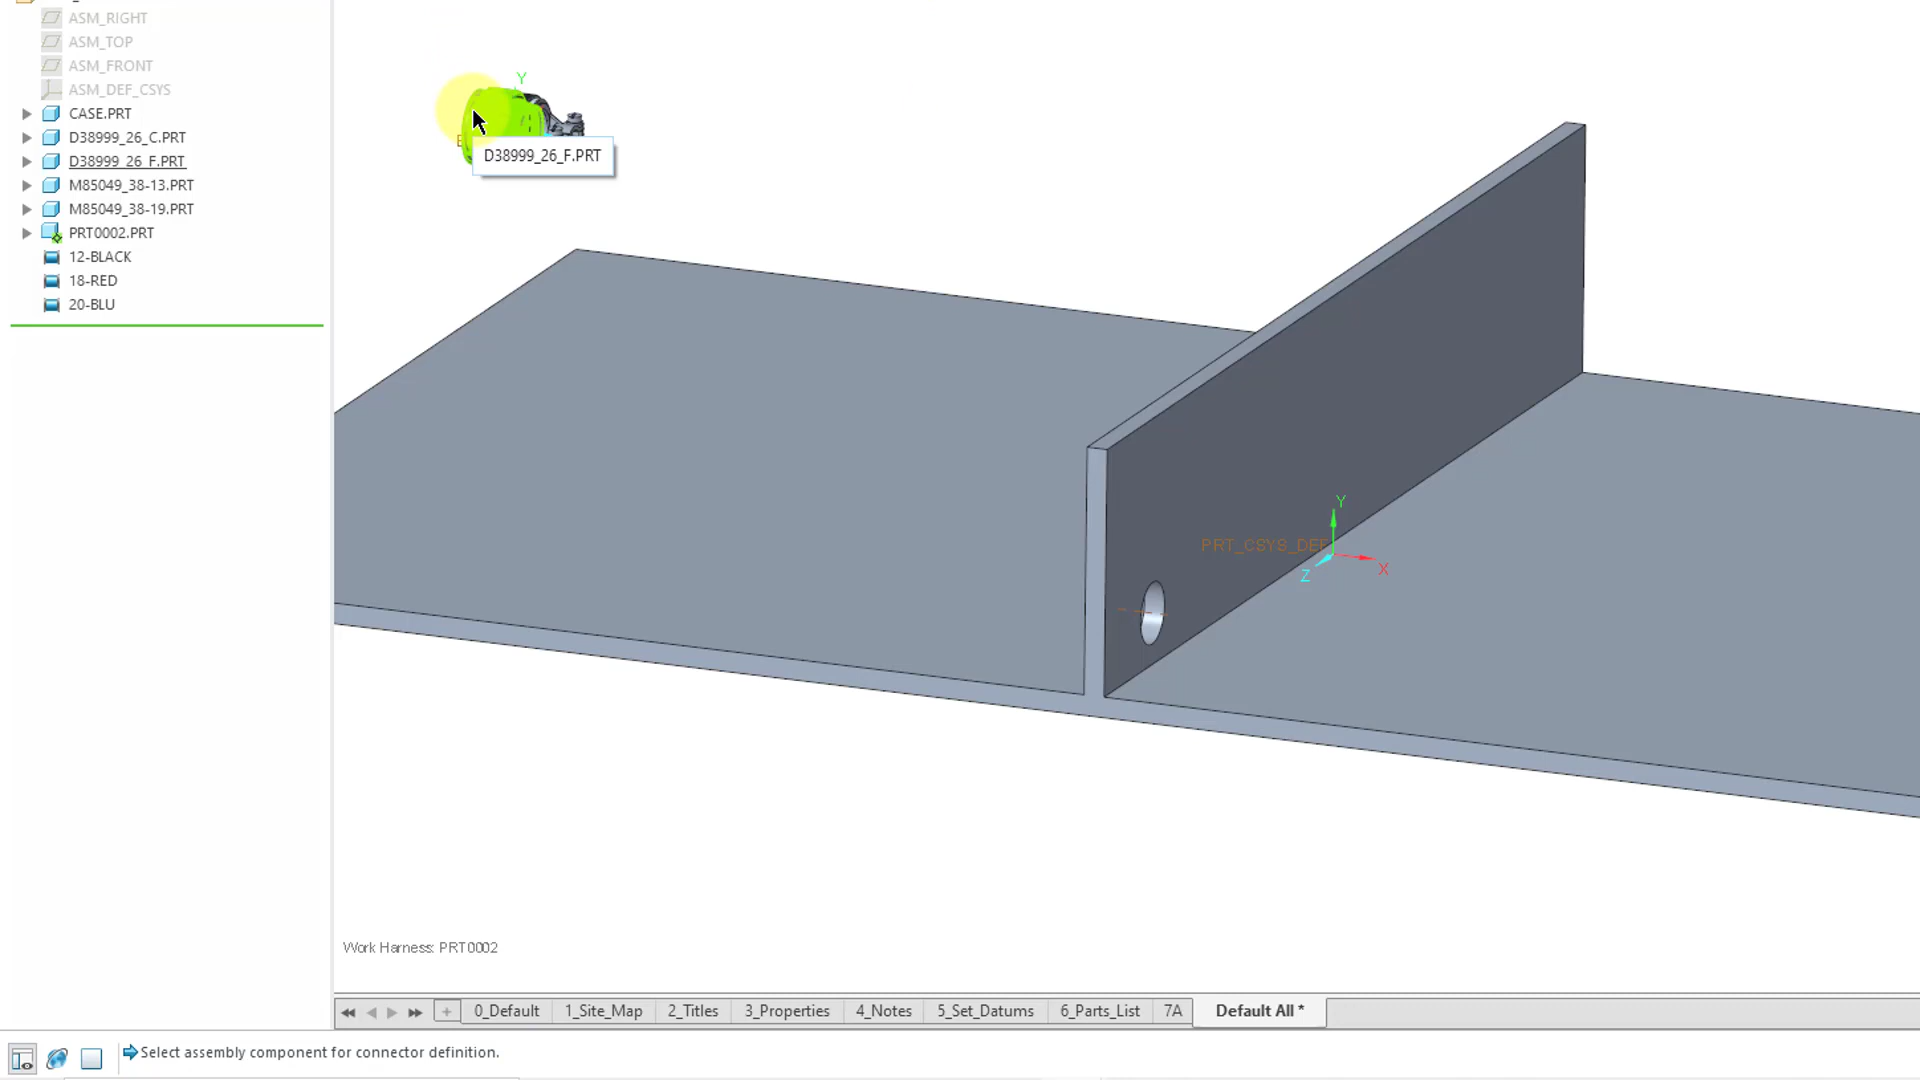 ASM_RIGHT
ASM_TOP
ASM_FRONT
ASM_DEF_CSYS
CASE.PRT
D38999_26_C.PRT
D38999_26_F.PRT
M85049_38-13.PRT
M85049_38-19.PRT
PRT0002.PRT
12-BLACK
18-RED
20-BLU
Y
D38999_26_F.PRT
Y
PRT_CSYS_DEF
X
Z
Work Harness: PRT0002
0_Default 1_Site_Map 2_Titles 3_Properties 4_Notes 5_Set_Datums 6_Parts_List 7A Default All *
Select assembly component for connector definition.